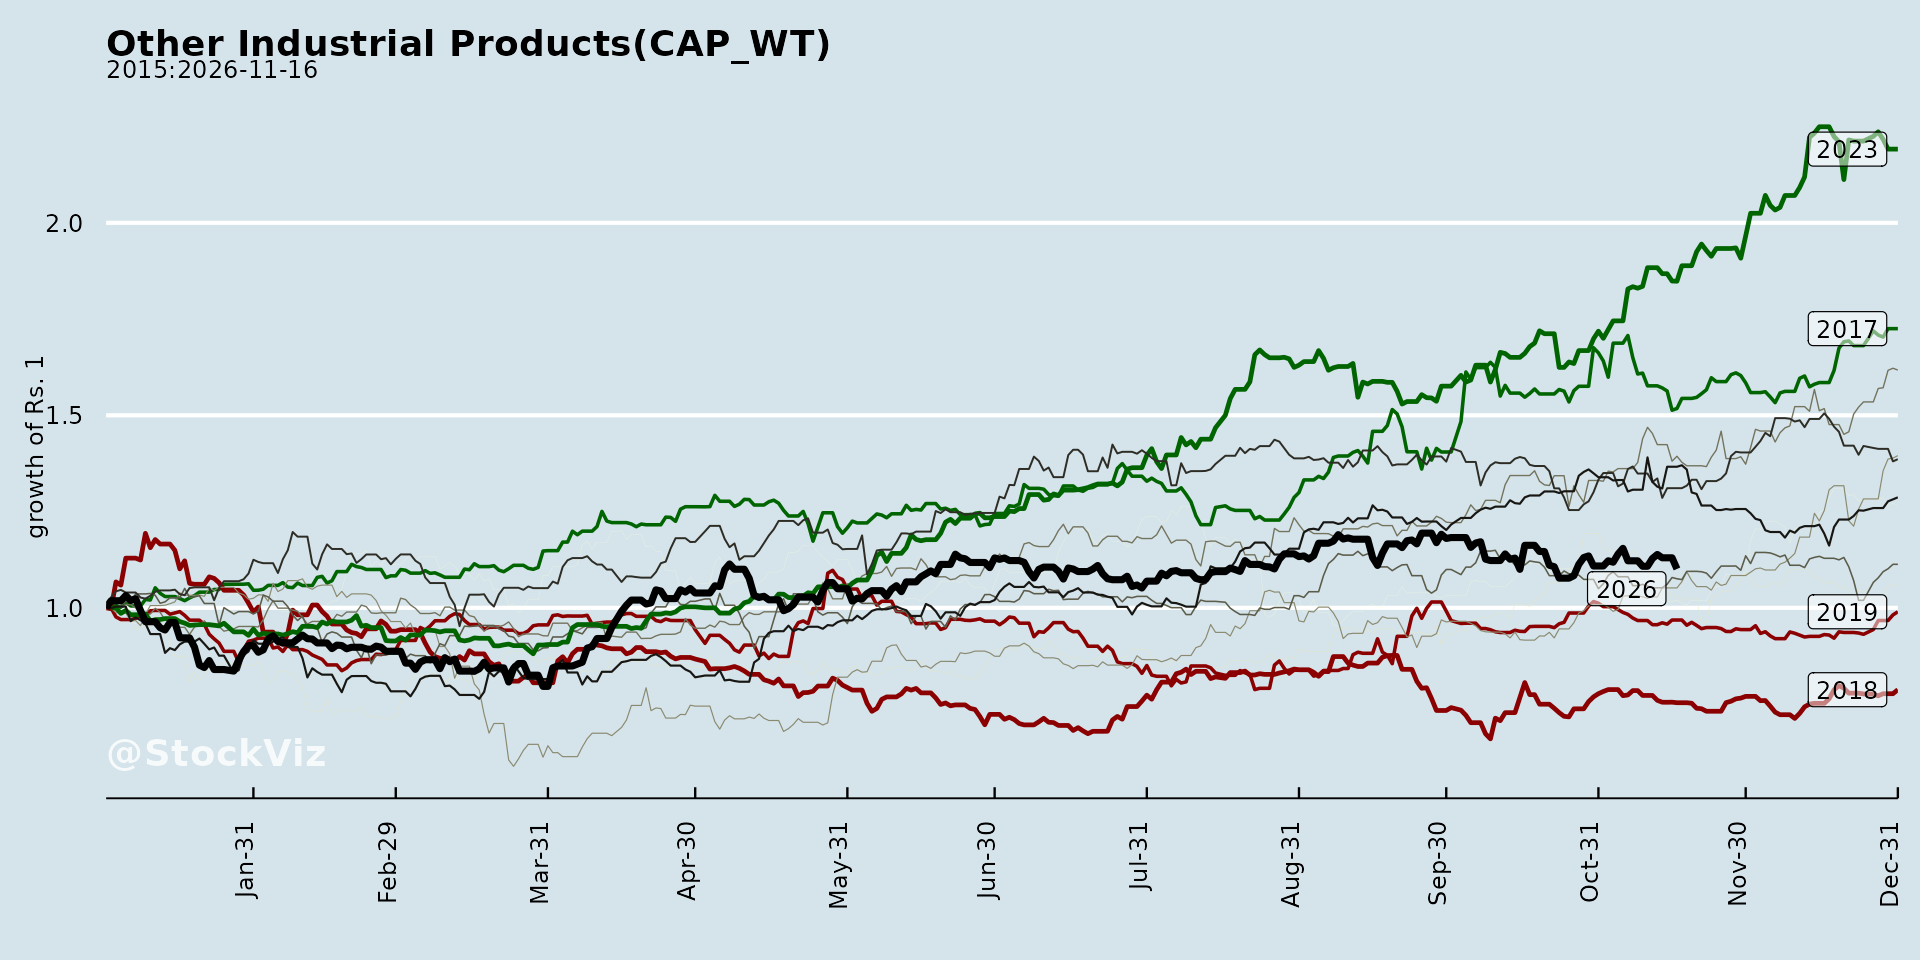 Other Industrial Products(CAP_WT)
2015:2026-11-16
growth of Rs. 1
2.0
1.5
1.0
2023
2017
2026
2019
2018
@StockViz
Jan-31
Feb-29
Mar-31
Apr-30
May-31
Jun-30
Jul-31
Aug-31
Sep-30
Oct-31
Nov-30
Dec-31